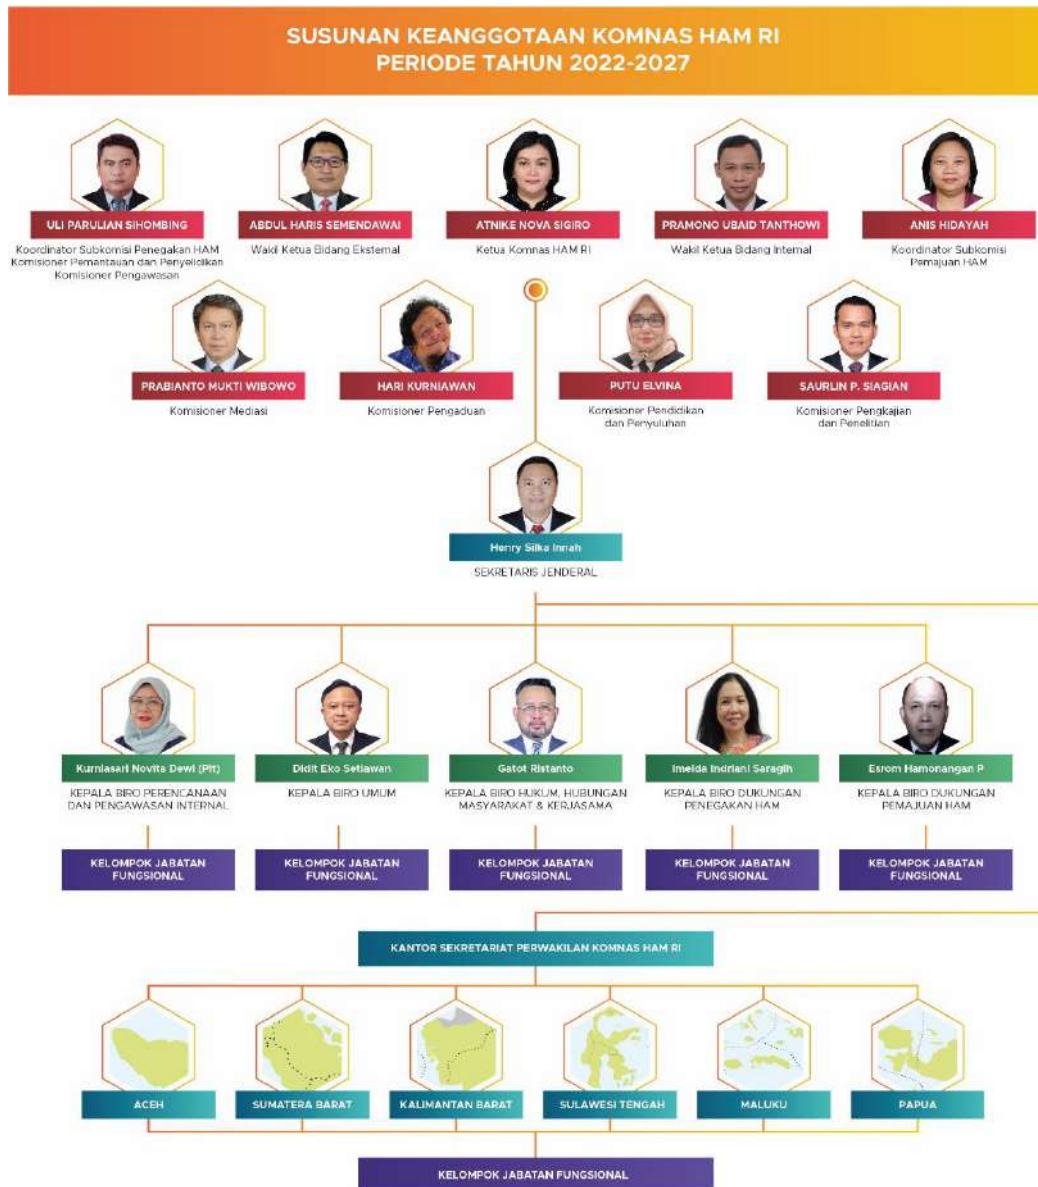 SUSUNAN KEANGGOTAAN KOMNAS HAM RI
PERIODE TAHUN 2022-2027
ULI PARULIAN SIHOMBING
Koordinator Subkomisi Penegakan HAM
Komisioner Pemantauan dan Penyelidikan
Komisioner Pengawasan
ABDUL HARIS SEMENDAWAI
Wakil Ketua Bidang Eksternal
ATNIKE NOVA SIGIRO
Ketua Komnas HAM RI
PRAMONO UBAID TANTHOWI
Wakil Ketua Bidang Internal
ANIS HIDAYAH
Koordinator Subkomisi
Pemajuan HAM
PRABIANTO MUKTI WIBOWO
Komisioner Mediasi
HARI KURNIAWAN
Komisioner Pengaduan
PUTU ELVINA
Komisioner Pendidikan
dan Penyuluhan
SAURLIN P. SIAGIAN
Komisioner Pengkajian
dan Penelitian
Henry Silka Innah
SEKRETARIS JENDERAL
Kurniasari Novita Dewi (Plt)
KEPALA BIRO PERENCANAAN
DAN PENGAWASAN INTERNAL
Didit Eko Setiawan
KEPALA BIRO UMUM
Gatot Ristanto
KEPALA BIRO HUKUM, HUBUNGAN
MASYARAKAT & KERJASAMA
Imelda Indriani Saragih
KEPALA BIRO DUKUNGAN
PENEGAKAN HAM
Esrom Hamonangan P
KEPALA BIRO DUKUNGAN
PEMAJUAN HAM
KELOMPOK JABATAN
FUNGSIONAL
KELOMPOK JABATAN
FUNGSIONAL
KELOMPOK JABATAN
FUNGSIONAL
KELOMPOK JABATAN
FUNGSIONAL
KELOMPOK JABATAN
FUNGSIONAL
KANTOR SEKRETARIAT PERWAKILAN KOMNAS HAM RI
ACEH
SUMATERA BARAT
KALIMANTAN BARAT
SULAWESI TENGAH
MALUKU
PAPUA
KELOMPOK JABATAN FUNGSIONAL